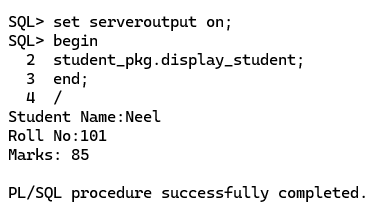 SQL> set serveroutput on;
SQL> begin
  2  student_pkg.display_student;
  3  end;
  4  /
Student Name:Neel
Roll No:101
Marks: 85

PL/SQL procedure successfully completed.